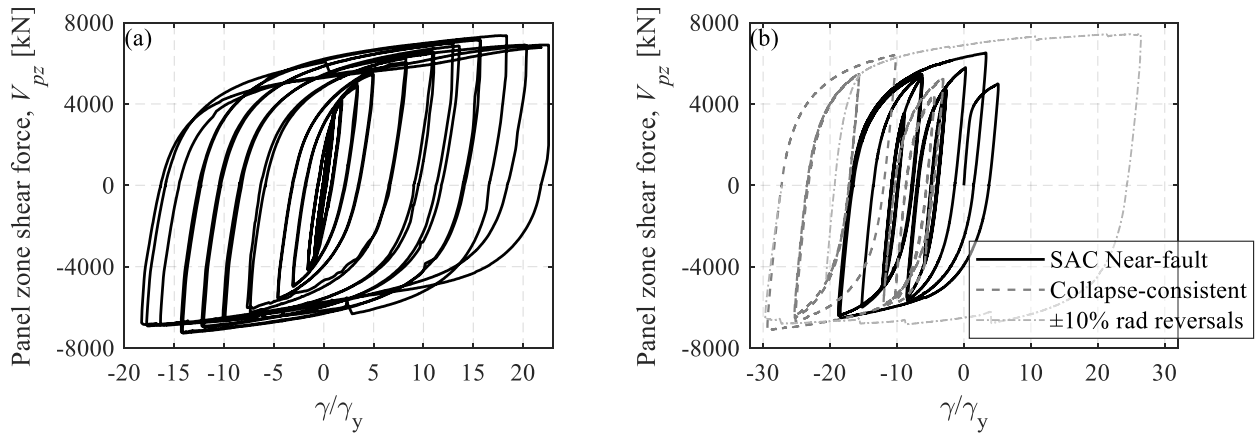 Panel zone shear force, V_pz [kN]
8000
4000
0
-4000
-8000
(a)
-20 -15 -10 -5 0 5 10 15 20
γ/γ_y
Panel zone shear force, V_pz [kN]
8000
4000
0
-4000
-8000
(b)
SAC Near-fault
Collapse-consistent
±10% rad reversals
-30 -20 -10 0 10 20 30
γ/γ_y